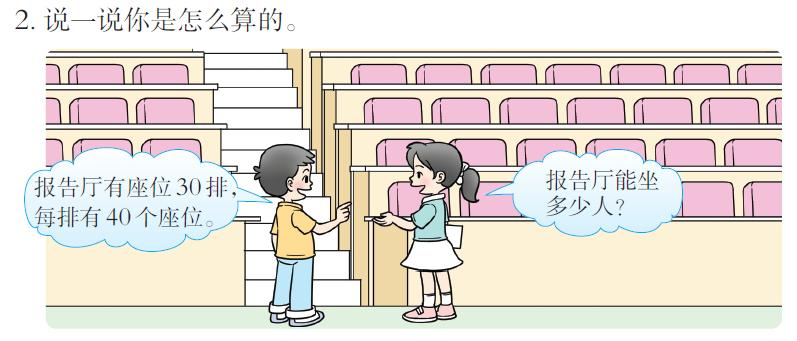 2. 说一说你是怎么算的。
报告厅有座位30排，
每排有40个座位。
报告厅能坐
多少人？